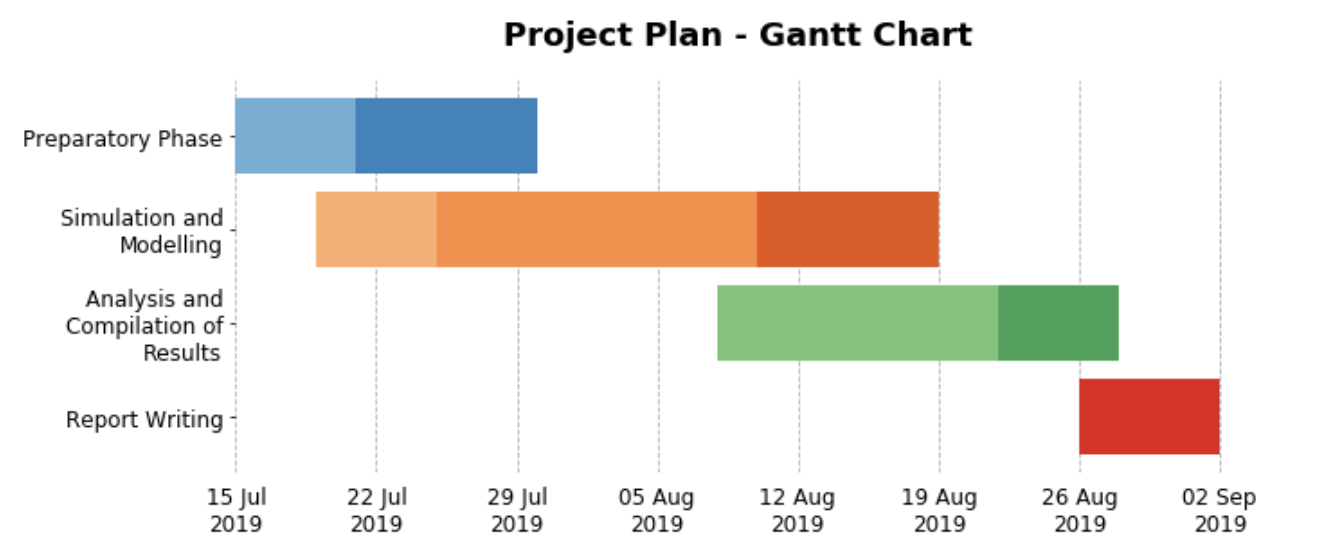 Project Plan - Gantt Chart
Preparatory Phase
Simulation and
Modelling
Analysis and
Compilation of
Results
Report Writing
15 Jul
2019
22 Jul
2019
29 Jul
2019
05 Aug
2019
12 Aug
2019
19 Aug
2019
26 Aug
2019
02 Sep
2019